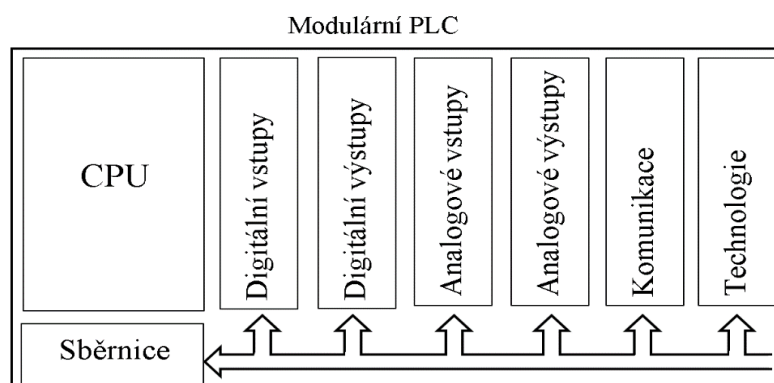 Modulární PLC
CPU
Digitální vstupy
Digitální výstupy
Analogové vstupy
Analogové výstupy
Komunikace
Technologie
Sběrnice